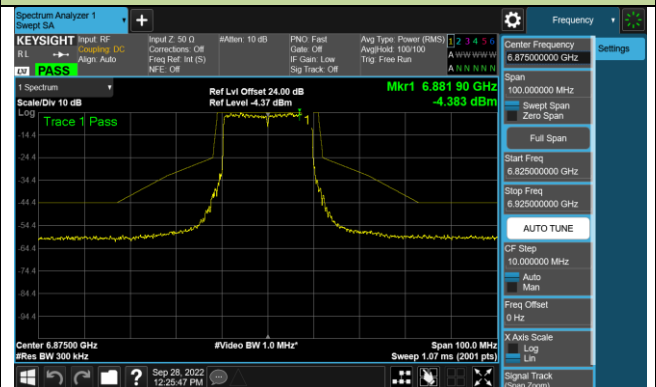 Spectrum Analyzer 1
Swept SA
Frequency
KEYSIGHT
RL
PASS
Input: RF
Coupling: DC
Align: Auto
Input Z: 50 Ω
Corrections: Off
Freq Ref: Int (S)
NFE: Off
#Atten: 10 dB
PNO: Fast
Gate: Off
IF Gain: Low
Sig Track: Off
Avg Type: Power (RMS)
Avg|Hold: 100/100
Trig: Free Run
1 2 3 4 5 6
A W W W W W
A N N N N N
1 Spectrum
Scale/Div 10 dB
Log
Ref Lvl Offset 24.00 dB
Ref Level -4.37 dBm
Mkr1 6.881 90 GHz
-4.383 dBm
Trace 1 Pass
1
-14.4
-24.4
-34.4
-44.4
-54.4
-64.4
-74.4
-84.4
-94.4
Center 6.87500 GHz
#Res BW 300 kHz
#Video BW 1.0 MHz*
Span 100.0 MHz
Sweep 1.07 ms (2001 pts)
Sep 28, 2022
12:25:47 PM
Center Frequency
6.875000000 GHz
Settings
Span
100.000000 MHz
Swept Span
Zero Span
Full Span
Start Freq
6.825000000 GHz
Stop Freq
6.925000000 GHz
AUTO TUNE
CF Step
10.000000 MHz
Auto
Man
Freq Offset
0 Hz
X Axis Scale
Log
Lin
Signal Track
(Span Zoom)